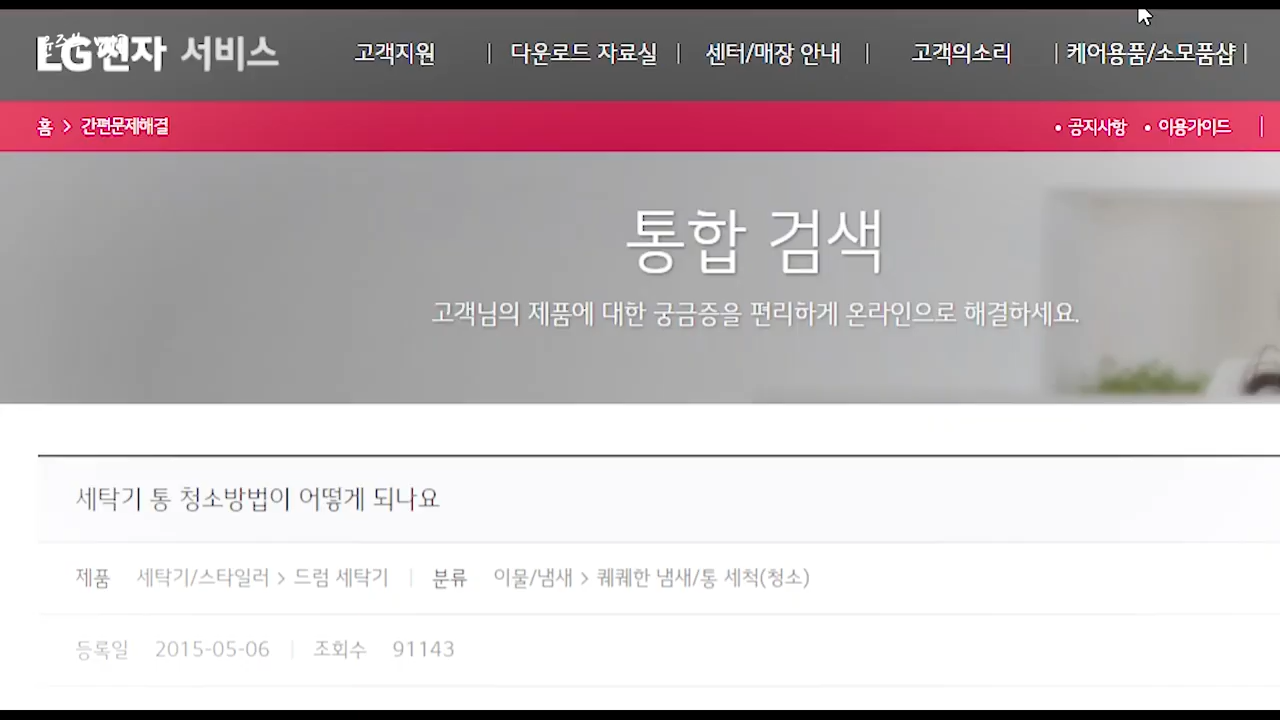 LG전자 서비스
고객지원 | 다운로드 자료실 | 센터/매장 안내 | 고객의소리 | 케어용품/소모품샵 |
홈 > 간편문제해결
• 공지사항 • 이용가이드 |
통합 검색
고객님의 제품에 대한 궁금증을 편리하게 온라인으로 해결하세요.
세탁기 통 청소방법이 어떻게 되나요
제품 세탁기/스타일러 > 드럼 세탁기 | 분류 이물/냄새 > 퀘퀘한 냄새/통 세척(청소)
등록일 2015-05-06 | 조회수 91143